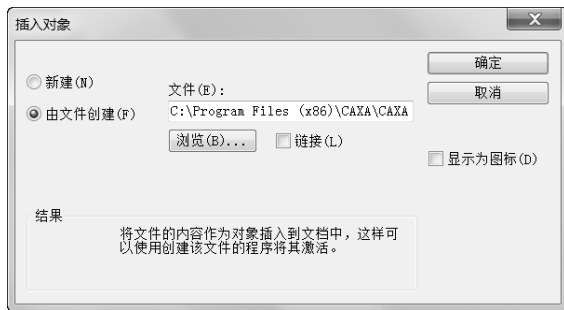 插入对象
新建(N)
由文件创建(F)
文件(E):
C:\Program Files (x86)\CAXA\CAXA
浏览(B)...
链接(L)
确定
取消
显示为图标(D)
结果
将文件的内容作为对象插入到文档中，这样可
以使用创建该文件的程序将其激活。